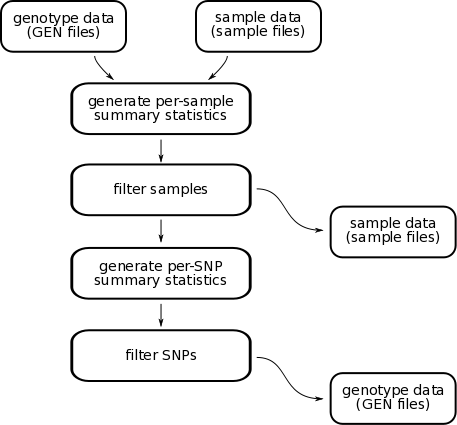 genotype data
(GEN files)
sample data
(sample files)
generate per-sample
summary statistics
filter samples
sample data
(sample files)
generate per-SNP
summary statistics
filter SNPs
genotype data
(GEN files)